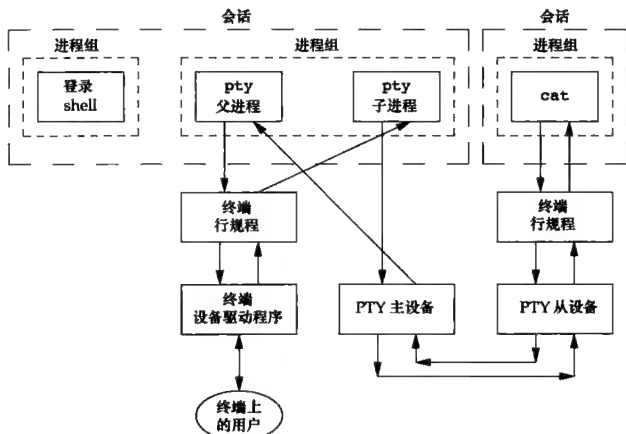 会话
会话
进程组
进程组
进程组
登录
shell
pty
父进程
pty
子进程
cat
终端
行规程
终端
行规程
终端
设备驱动程序
PTY 主设备
PTY 从设备
终端上
的用户